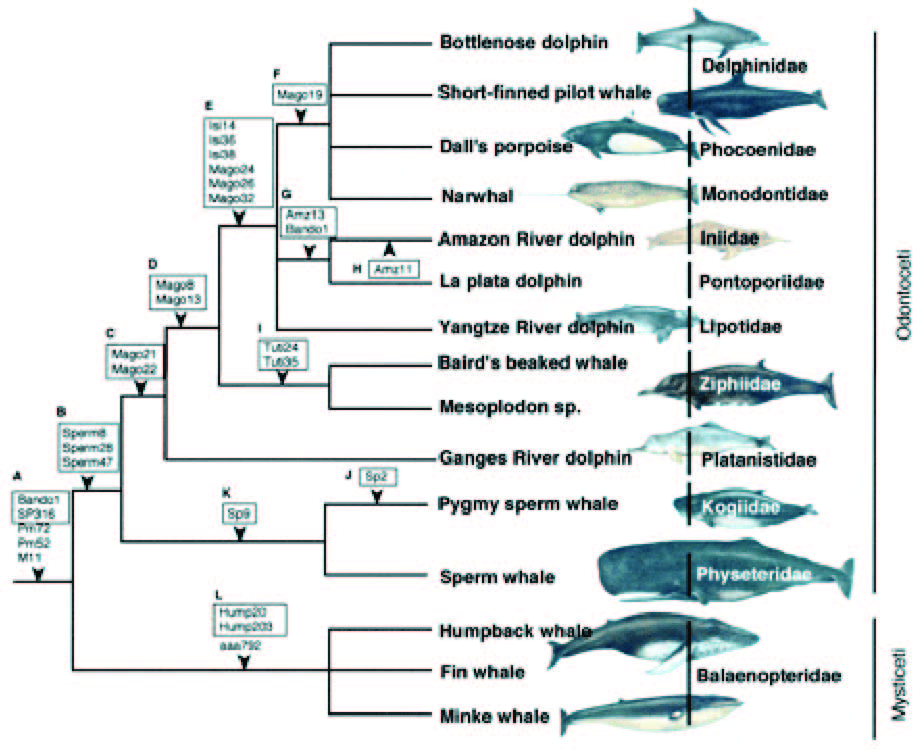 Bottlenose dolphin
Delphinidae
Short-finned pilot whale
Dall's porpoise
Phocoenidae
Narwhal
Monodontidae
Amazon River dolphin
Iniidae
La plata dolphin
Pontoporiidae
Yangtze River dolphin
Lipotidae
Baird's beaked whale
Ziphiidae
Mesoplodon sp.
Ganges River dolphin
Platanistidae
Pygmy sperm whale
Kogiidae
Sperm whale
Physeteridae
Humpback whale
Fin whale
Balaenopteridae
Minke whale
Odontoceti
Mysticeti
F
Mago19
E
Isi14
Isi36
Isi38
Mago24
Mago26
Mago32
G
Amz13
Bando1
H
Amz11
D
Mago8
Mago13
I
Tuti24
Tuti35
C
Mago21
Mago22
B
Sperm8
Sperm28
Sperm47
A
Bando1
SP316
Pm72
Pm52
M11
J
Sp2
K
Sp9
L
Hump20
Hump203
aaa792